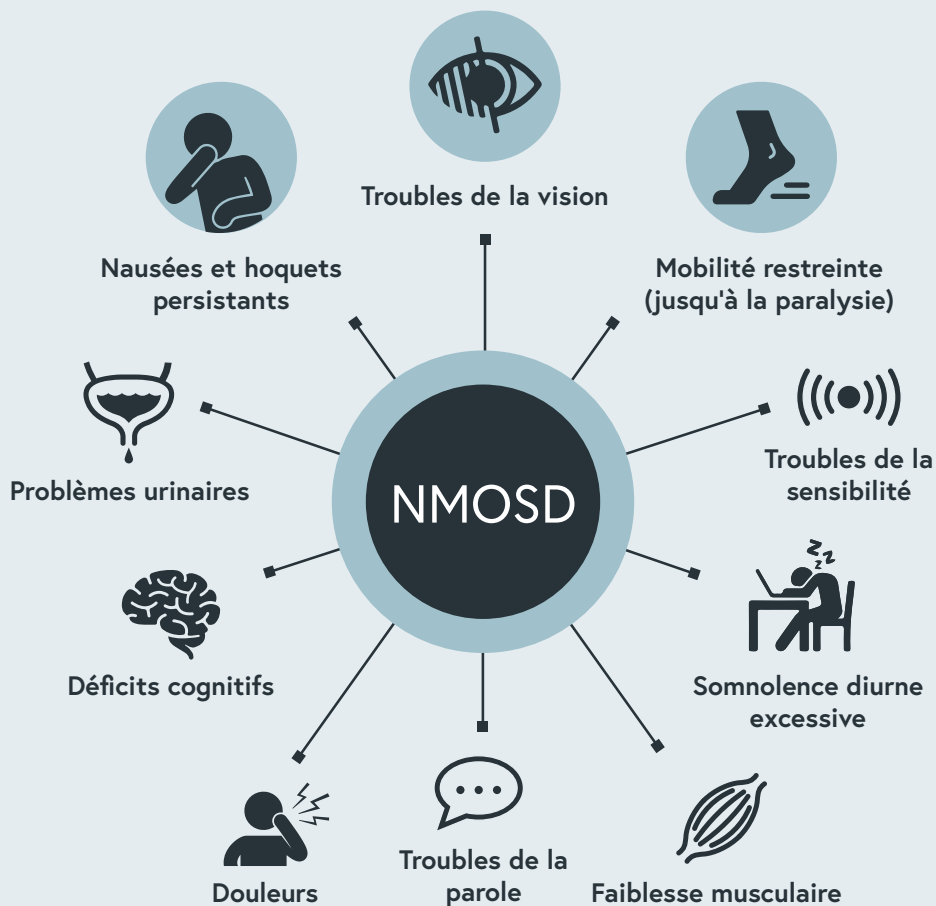 Troubles de la vision
Nausées et hoquets
persistants
Mobilité restreinte
(jusqu'à la paralysie)
Problèmes urinaires
Troubles de la
sensibilité
NMOSD
Déficits cognitifs
Somnolence diurne
excessive
Douleurs
Troubles de la
parole
Faiblesse musculaire
zzz